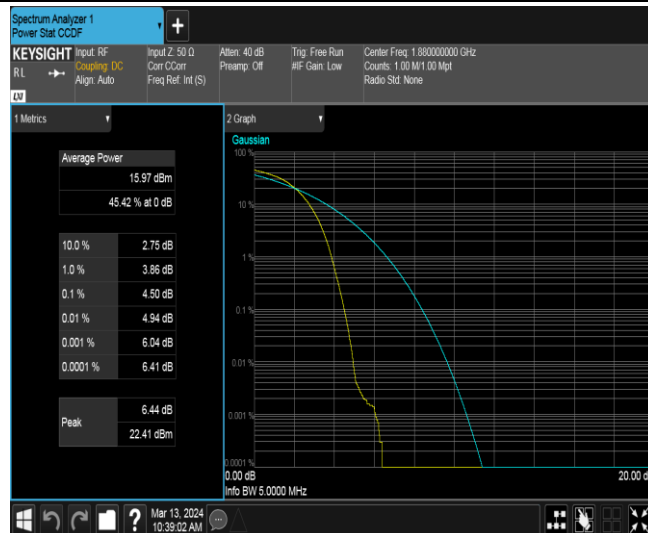 Spectrum Analyzer 1
Power Stat CCDF
KEYSIGHT
RL
LXI
Input: RF
Coupling: DC
Align: Auto
Input Z: 50 Ω
Corr CCorr
Freq Ref: Int (S)
Atten: 40 dB
Preamp: Off
Trig: Free Run
#IF Gain: Low
Center Freq: 1.880000000 GHz
Counts: 1.00 M/1.00 Mpt
Radio Std: None
1 Metrics
Average Power
15.97 dBm
45.42 % at 0 dB
10.0 % 2.75 dB
1.0 % 3.86 dB
0.1 % 4.50 dB
0.01 % 4.94 dB
0.001 % 6.04 dB
0.0001 % 6.41 dB
Peak
6.44 dB
22.41 dBm
2 Graph
Gaussian
100 %
10 %
1 %
0.1 %
0.01 %
0.001 %
0.0001 %
0.00 dB
20.00 d
Info BW 5.0000 MHz
?
Mar 13, 2024
10:39:02 AM